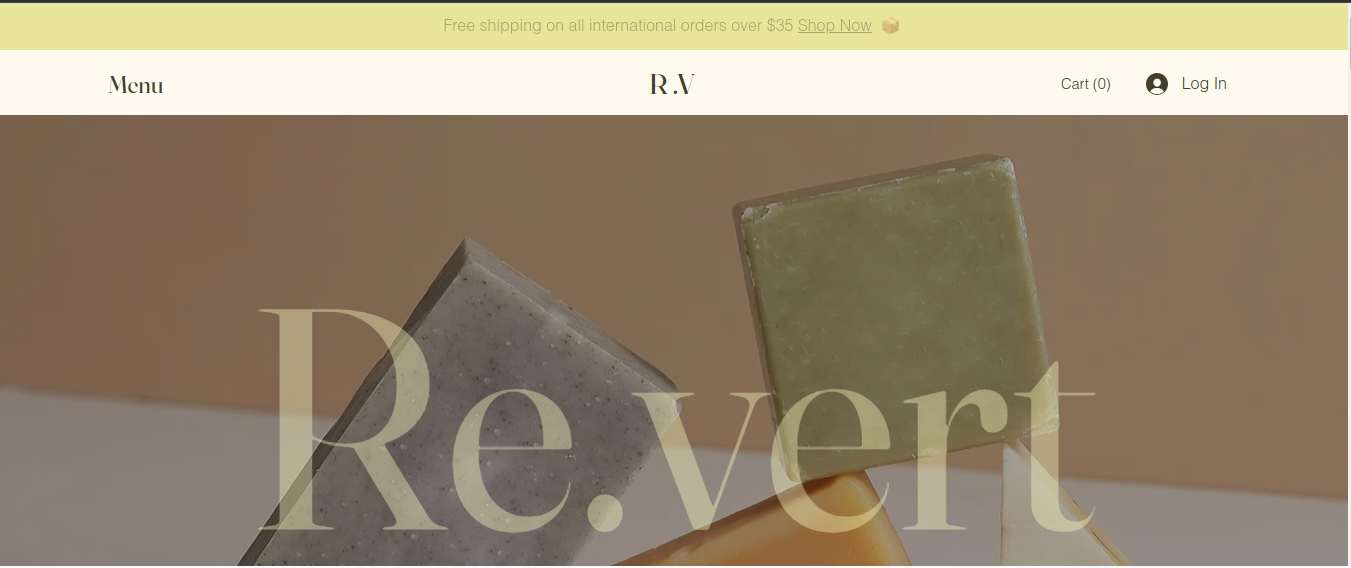 Free shipping on all international orders over $35 Shop Now 📦
Menu
R.V
Cart (0)
Log In
Re.vert